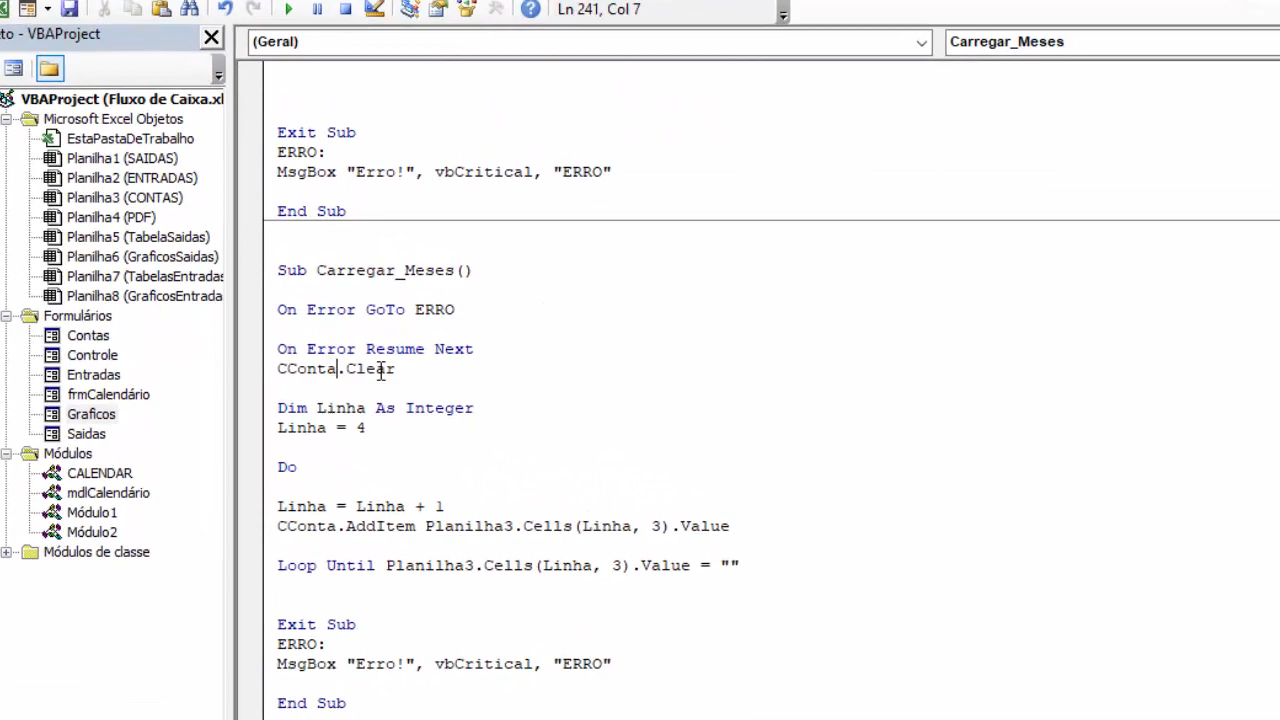 Ln 241, Col 7
to - VBAProject
(Geral)
Carregar_Meses
VBAProject (Fluxo de Caixa.xl
Microsoft Excel Objetos
EstaPastaDeTrabalho
Planilha1 (SAIDAS)
Planilha2 (ENTRADAS)
Planilha3 (CONTAS)
Planilha4 (PDF)
Planilha5 (TabelaSaidas)
Planilha6 (GraficosSaidas)
Planilha7 (TabelasEntradas
Planilha8 (GraficosEntrada
Formulários
Contas
Controle
Entradas
frmCalendário
Graficos
Saidas
Módulos
CALENDAR
mdlCalendário
Módulo1
Módulo2
Módulos de classe
Exit Sub
ERRO:
MsgBox "Erro!", vbCritical, "ERRO"
End Sub
Sub Carregar_Meses()
On Error GoTo ERRO
On Error Resume Next
CConta.Clear
Dim Linha As Integer
Linha = 4
Do
Linha = Linha + 1
CConta.AddItem Planilha3.Cells(Linha, 3).Value
Loop Until Planilha3.Cells(Linha, 3).Value = ""
Exit Sub
ERRO:
MsgBox "Erro!", vbCritical, "ERRO"
End Sub